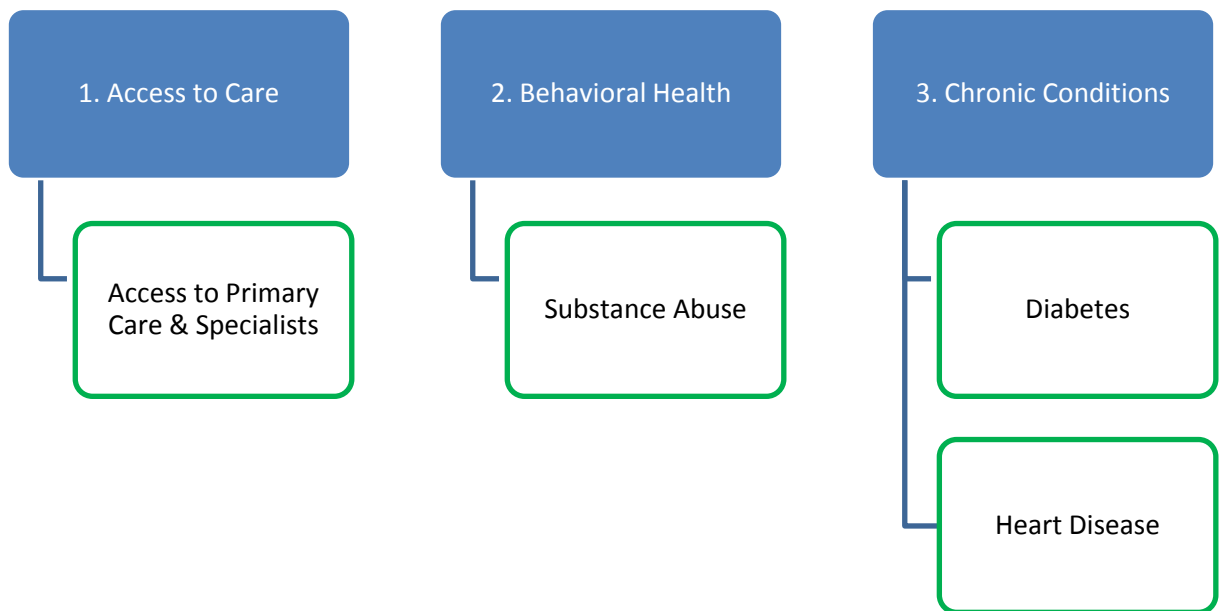 1. Access to Care
Access to Primary
Care & Specialists
2. Behavioral Health
Substance Abuse
3. Chronic Conditions
Diabetes
Heart Disease